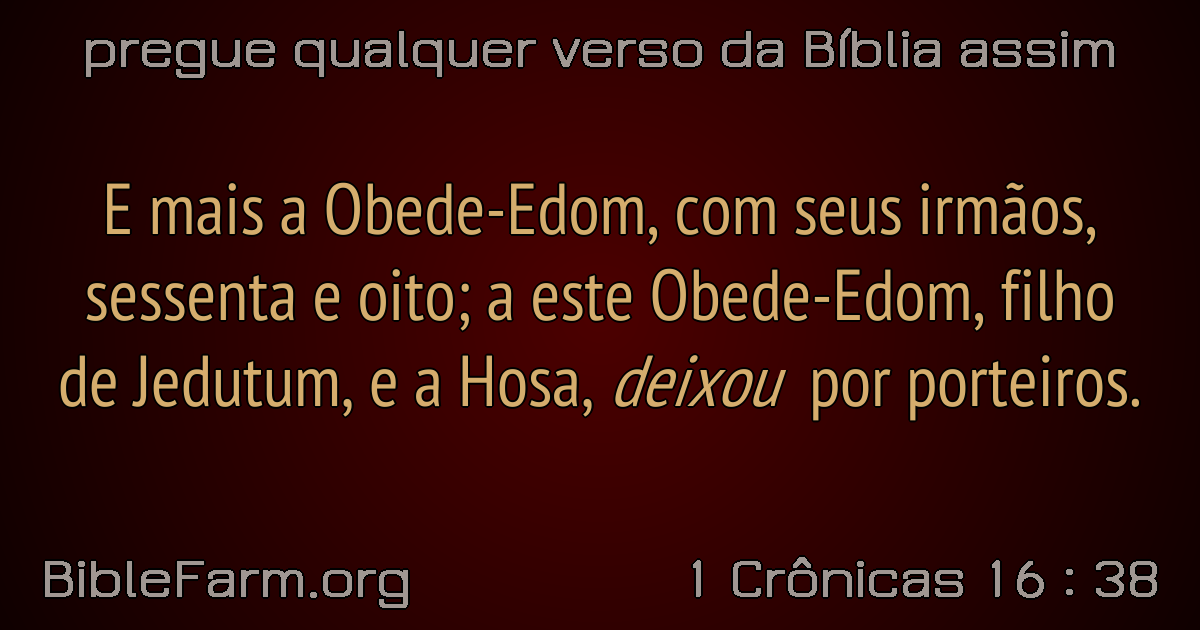 pregue qualquer verso da Bíblia assim
E mais a Obede-Edom, com seus irmãos,
sessenta e oito; a este Obede-Edom, filho
de Jedutum, e a Hosa, deixou por porteiros.
BibleFarm.org
1 Crônicas 16 : 38